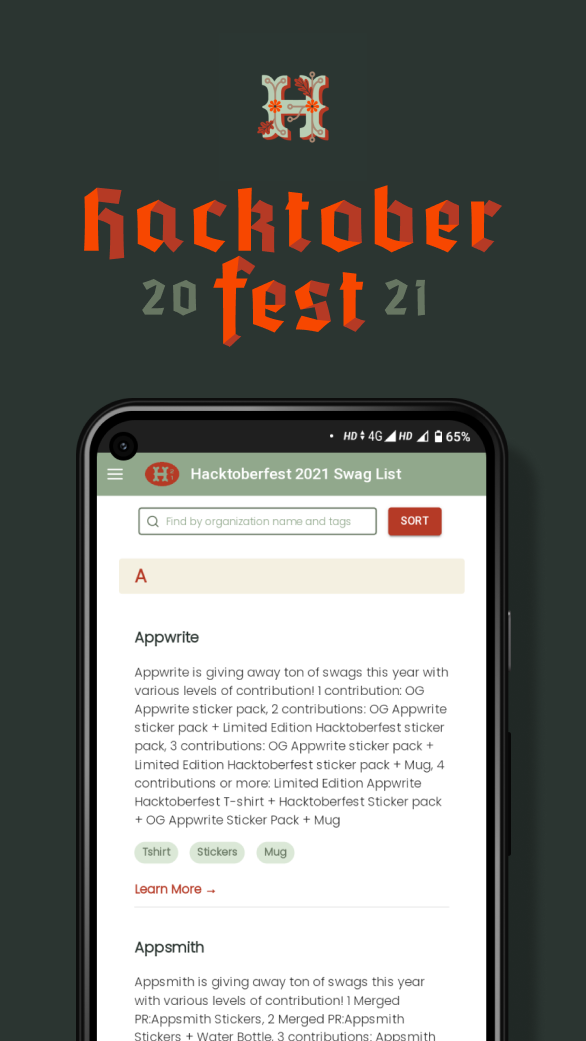 H
hacktober
20 fest 21
HD 4G HD 65%
H Hacktoberfest 2021 Swag List
Find by organization name and tags SORT
A
Appwrite
Appwrite is giving away ton of swags this year with
various levels of contribution! 1 contribution: OG
Appwrite sticker pack, 2 contributions: OG Appwrite
sticker pack + Limited Edition Hacktoberfest sticker
pack, 3 contributions: OG Appwrite sticker pack +
Limited Edition Hacktoberfest sticker pack + Mug, 4
contributions or more: Limited Edition Appwrite
Hacktoberfest T-shirt + Hacktoberfest Sticker pack
+ OG Appwrite Sticker Pack + Mug
Tshirt Stickers Mug
Learn More →
Appsmith
Appsmith is giving away ton of swags this year
with various levels of contribution! 1 Merged
PR:Appsmith Stickers, 2 Merged PR:Appsmith
Stickers + Water Bottle, 3 contributions: Appsmith